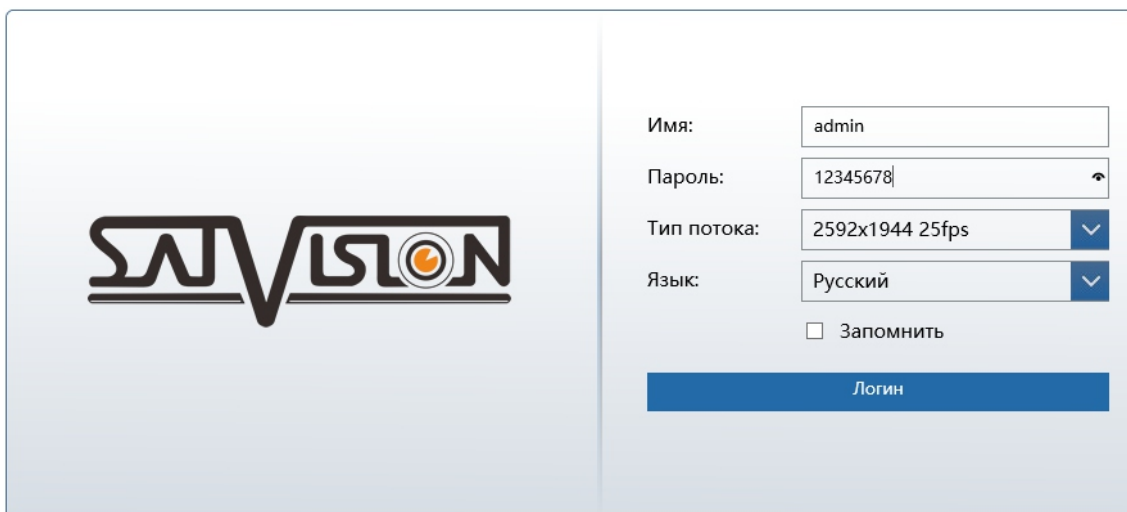 SATVISION
Имя: admin
Пароль: 12345678
Тип потока: 2592x1944 25fps
Язык: Русский
Запомнить
Логин